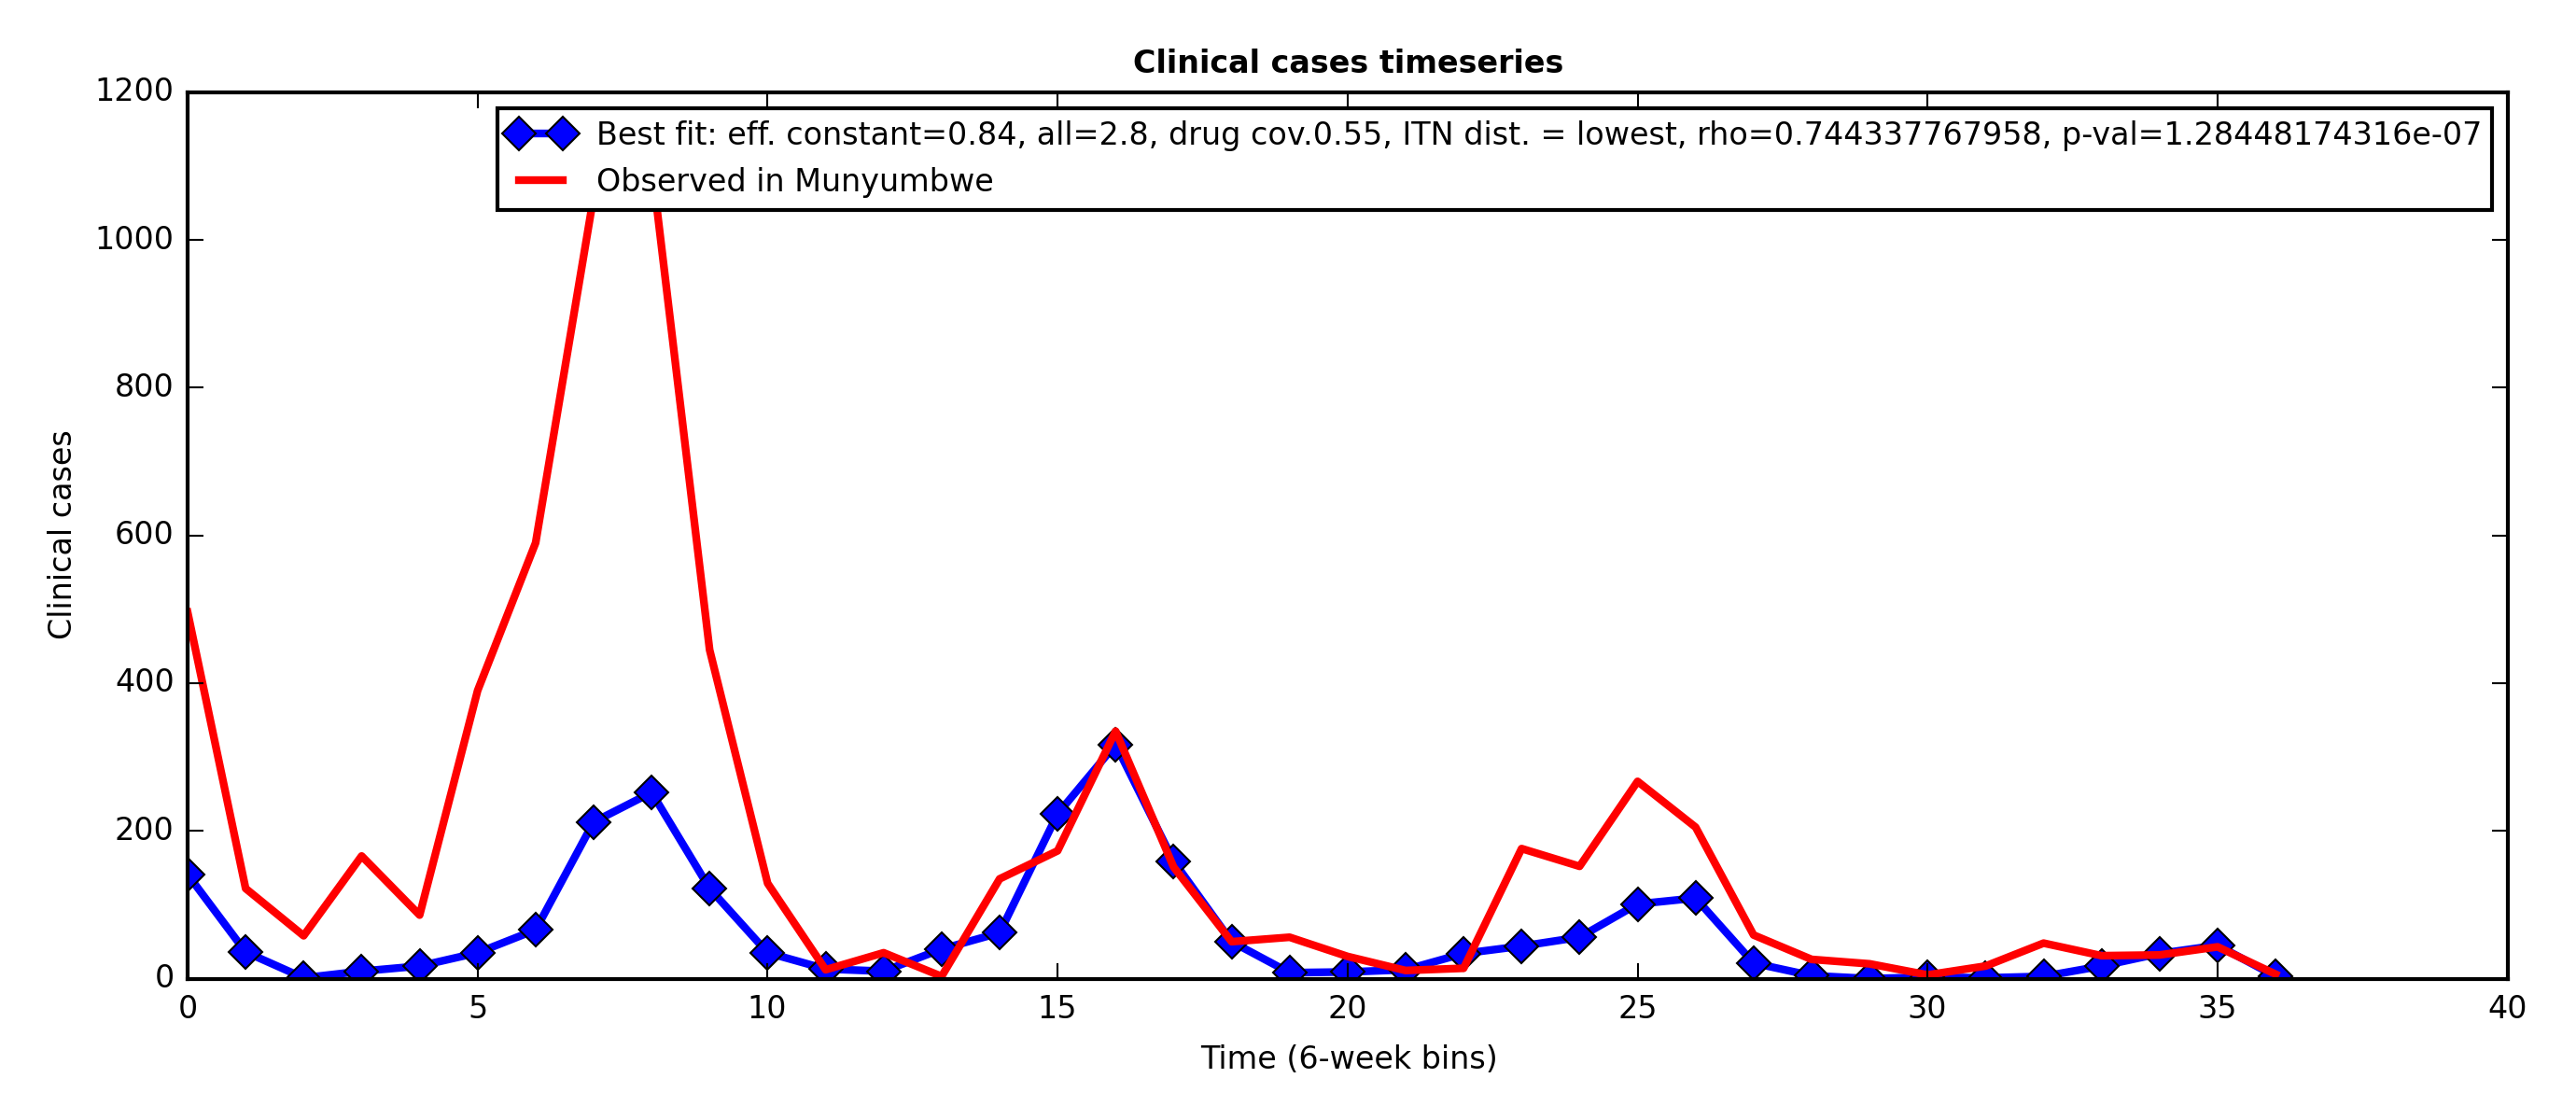 Clinical cases timeseries
1200
1000
800
600
400
200
0
Clinical cases
Best fit: eff. constant=0.84, all=2.8, drug cov.0.55, ITN dist. = lowest, rho=0.744337767958, p-val=1.28448174316e-07
Observed in Munyumbwe
0 5 10 15 20 25 30 35 40
Time (6-week bins)